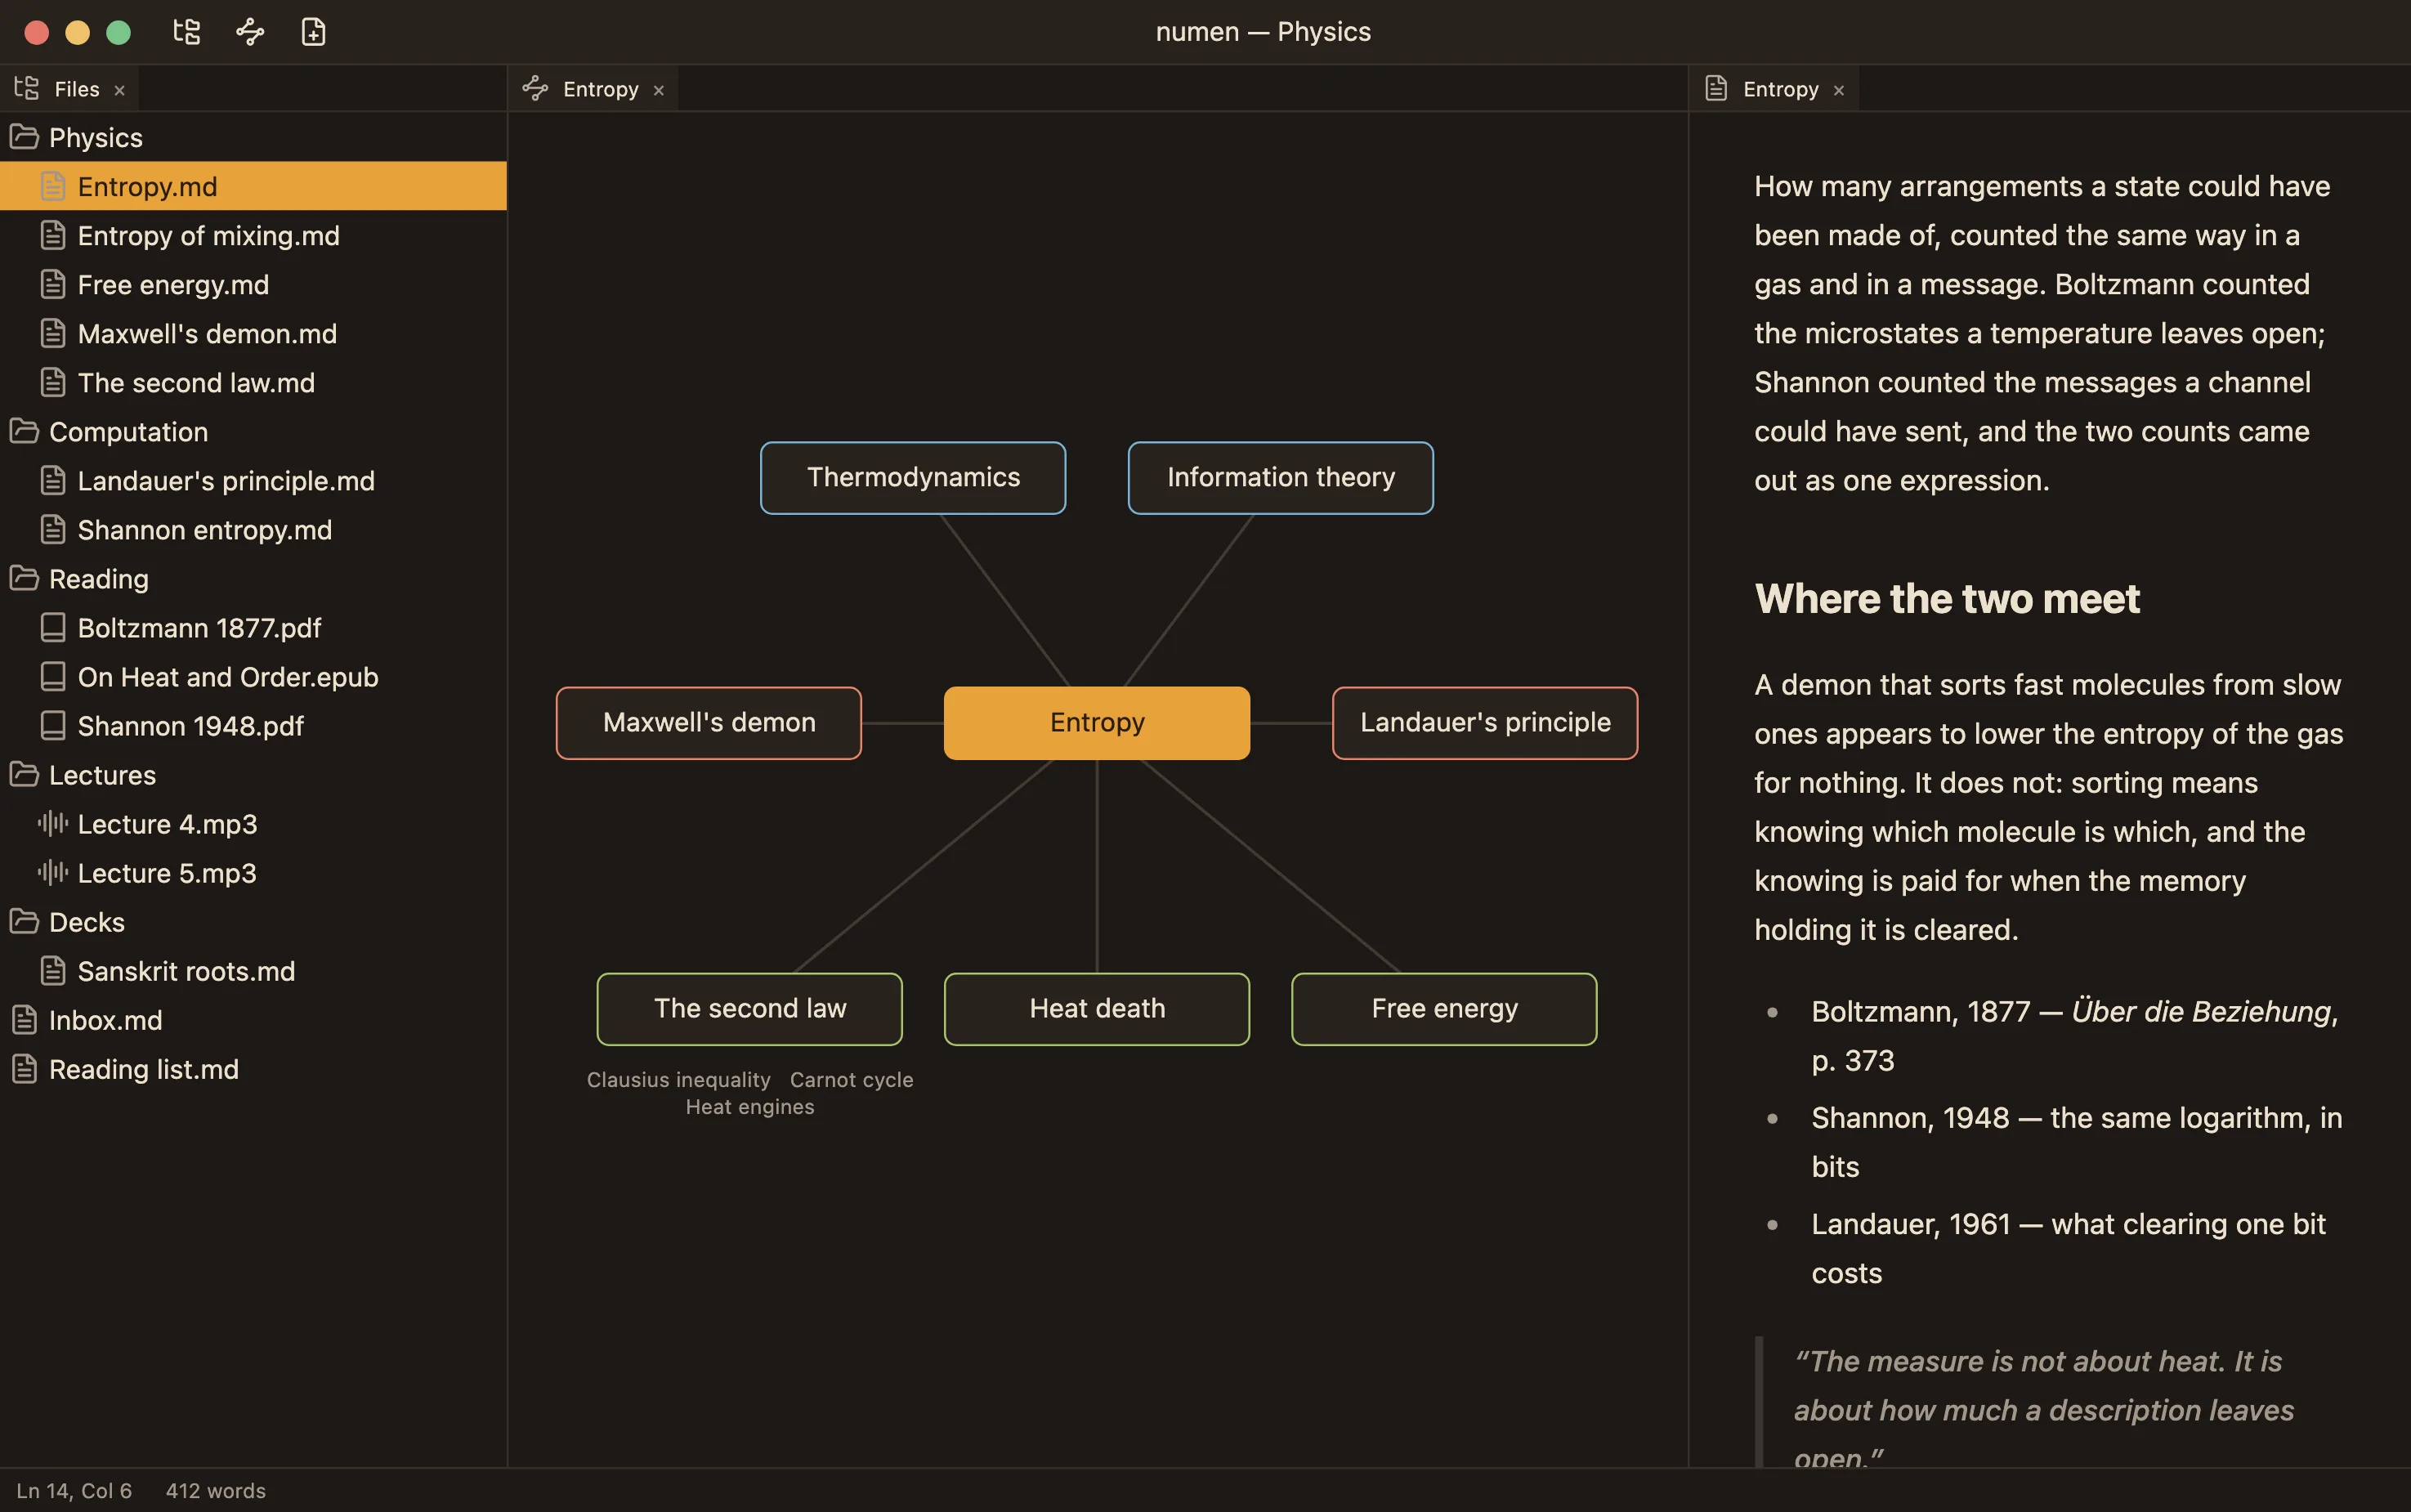 numen — Physics
Files ×
Entropy ×
Entropy ×
Physics
Entropy.md
Entropy of mixing.md
Free energy.md
Maxwell's demon.md
The second law.md
Computation
Landauer's principle.md
Shannon entropy.md
Reading
Boltzmann 1877.pdf
On Heat and Order.epub
Shannon 1948.pdf
Lectures
Lecture 4.mp3
Lecture 5.mp3
Decks
Sanskrit roots.md
Inbox.md
Reading list.md
Thermodynamics
Information theory
Maxwell's demon
Entropy
Landauer's principle
The second law
Heat death
Free energy
Clausius inequality Carnot cycle
Heat engines
How many arrangements a state could have
been made of, counted the same way in a
gas and in a message. Boltzmann counted
the microstates a temperature leaves open;
Shannon counted the messages a channel
could have sent, and the two counts came
out as one expression.
Where the two meet
A demon that sorts fast molecules from slow
ones appears to lower the entropy of the gas
for nothing. It does not: sorting means
knowing which molecule is which, and the
knowing is paid for when the memory
holding it is cleared.
• Boltzmann, 1877 — Über die Beziehung,
p. 373
• Shannon, 1948 — the same logarithm, in
bits
• Landauer, 1961 — what clearing one bit
costs
“The measure is not about heat. It is
about how much a description leaves
open.”
Ln 14, Col 6 412 words